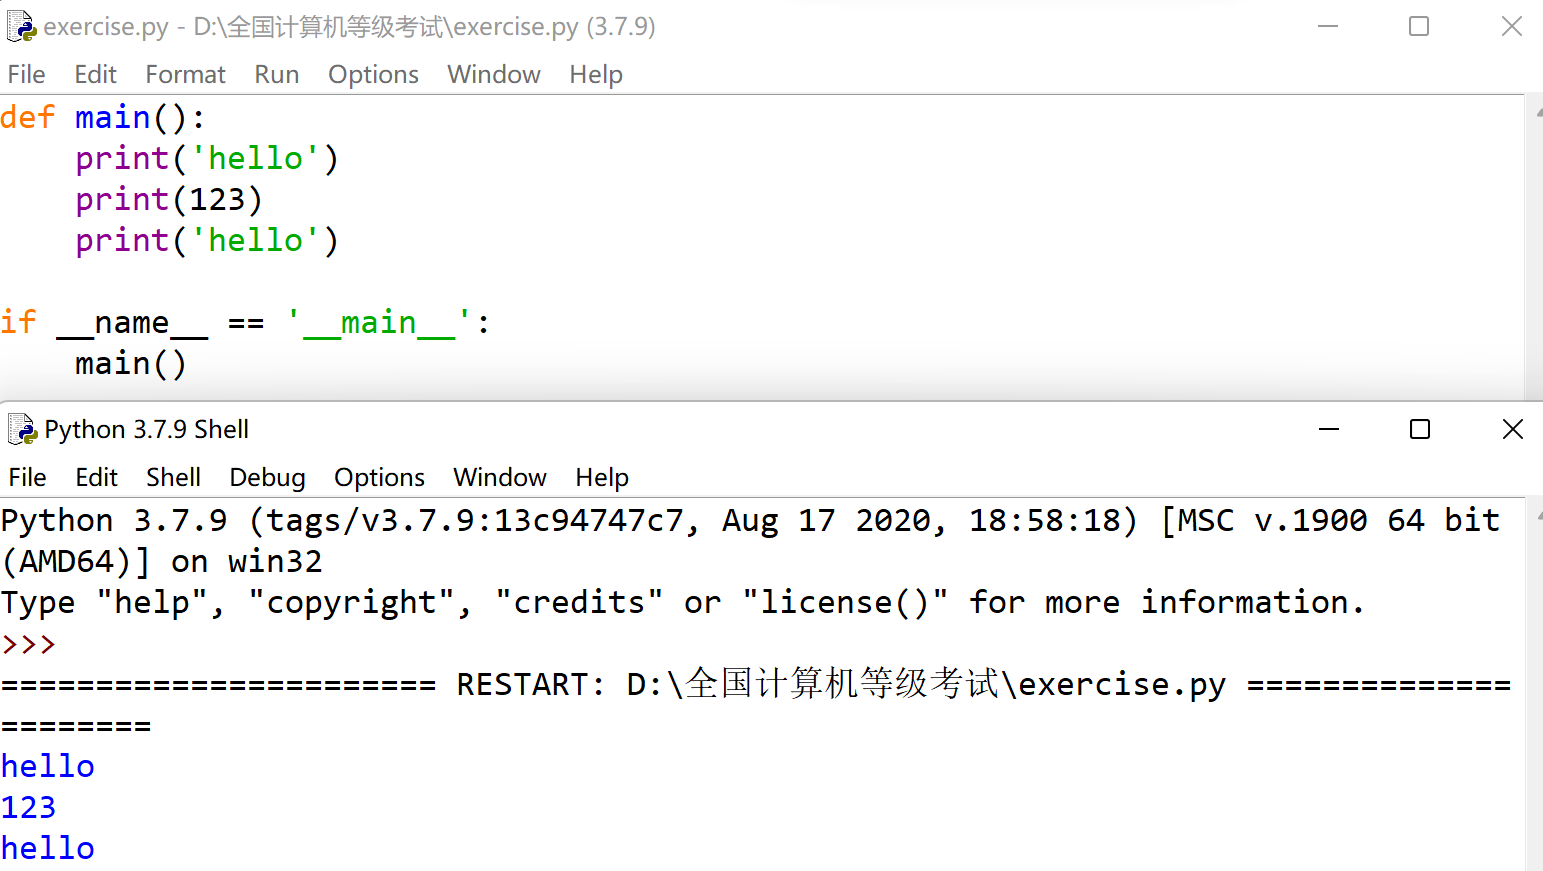 exercise.py - D:\全国计算机等级考试\exercise.py (3.7.9)
File Edit Format Run Options Window Help
def main():
    print('hello')
    print(123)
    print('hello')
if __name__ == '__main__':
    main()
Python 3.7.9 Shell
File Edit Shell Debug Options Window Help
Python 3.7.9 (tags/v3.7.9:13c94747c7, Aug 17 2020, 18:58:18) [MSC v.1900 64 bit
(AMD64)] on win32
Type "help", "copyright", "credits" or "license()" for more information.
>>>
======================= RESTART: D:\全国计算机等级考试\exercise.py ==============
========
hello
123
hello